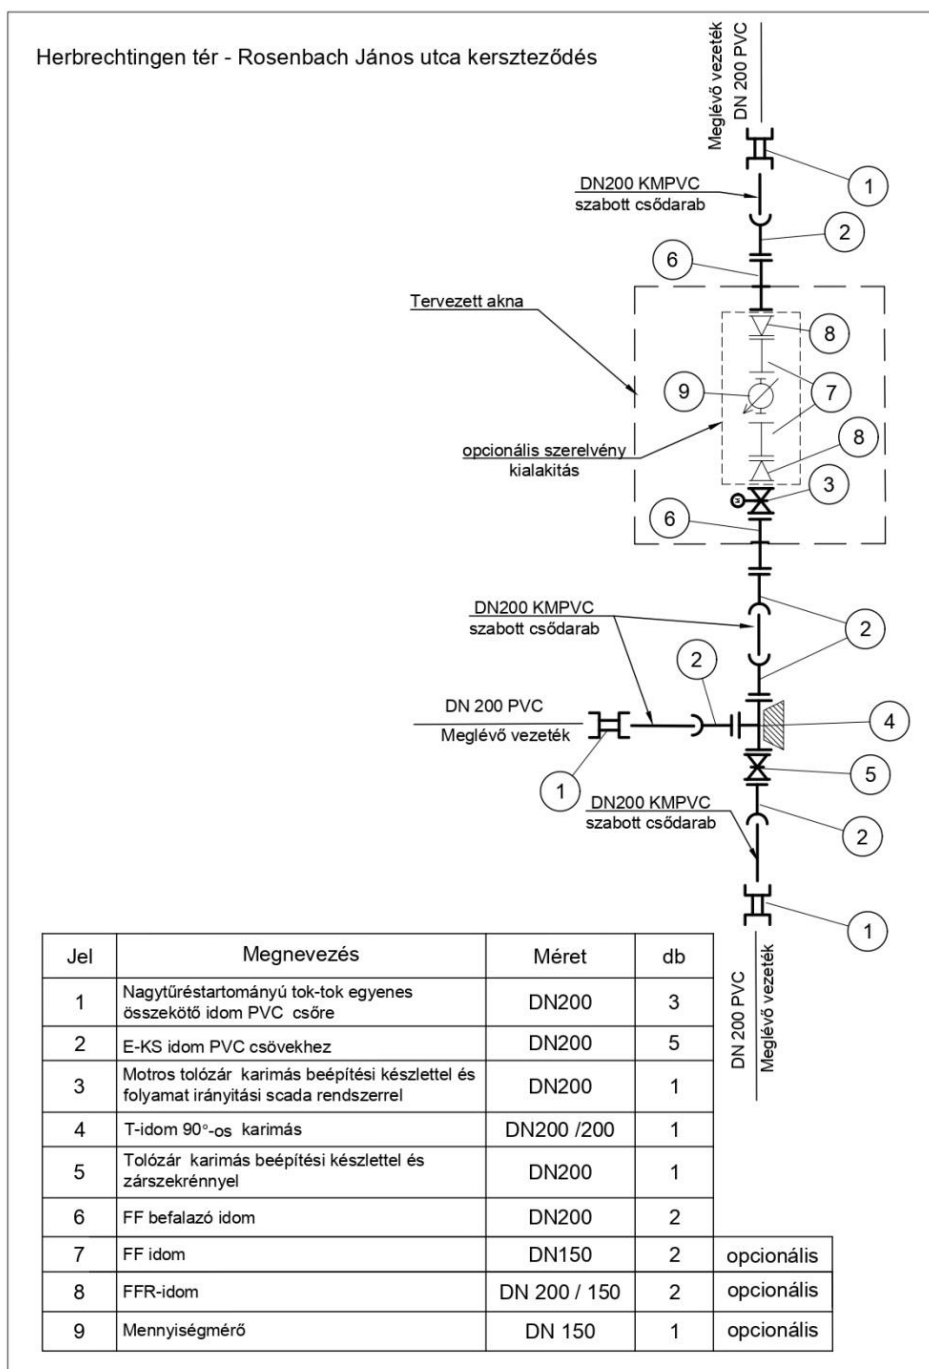 Herbrechtingen tér - Rosenbach János utca kerszteződés
Meglévő vezeték
DN 200 PVC
1
DN200 KMPVC
szabott csődarab
2
6
Tervezett akna
8
9
7
opcionális szerelvény
kialakitás
8
3
M
6
DN200 KMPVC
szabott csődarab
2
2
DN 200 PVC
Meglévő vezeték
4
1
5
DN200 KMPVC
szabott csődarab
2
1
DN 200 PVC
Meglévő vezeték
Jel Megnevezés Méret db
1 Nagytűréstartományú tok-tok egyenes
összekötő idom PVC csőre DN200 3
2 E-KS idom PVC csövekhez DN200 5
3 Motros tolózár karimás beépítési készlettel és
folyamat irányitási scada rendszerrel DN200 1
4 T-idom 90°-os karimás DN200 /200 1
5 Tolózár karimás beépítési készlettel és
zárszekrénnyel DN200 1
6 FF befalazó idom DN200 2
7 FF idom DN150 2 opcionális
8 FFR-idom DN 200 / 150 2 opcionális
9 Mennyiségmérő DN 150 1 opcionális